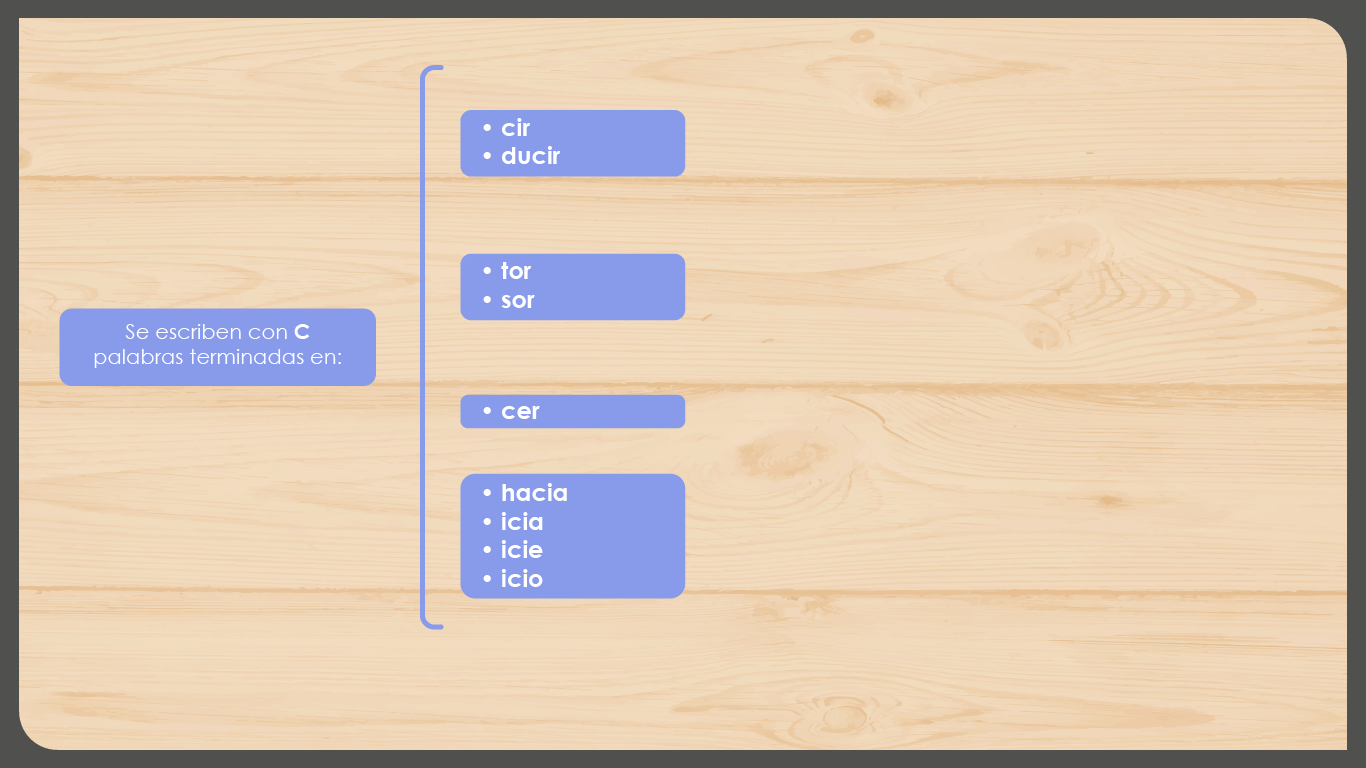 Se escriben con C
palabras terminadas en:
• cir
• ducir
• tor
• sor
• cer
• hacia
• icia
• icie
• icio